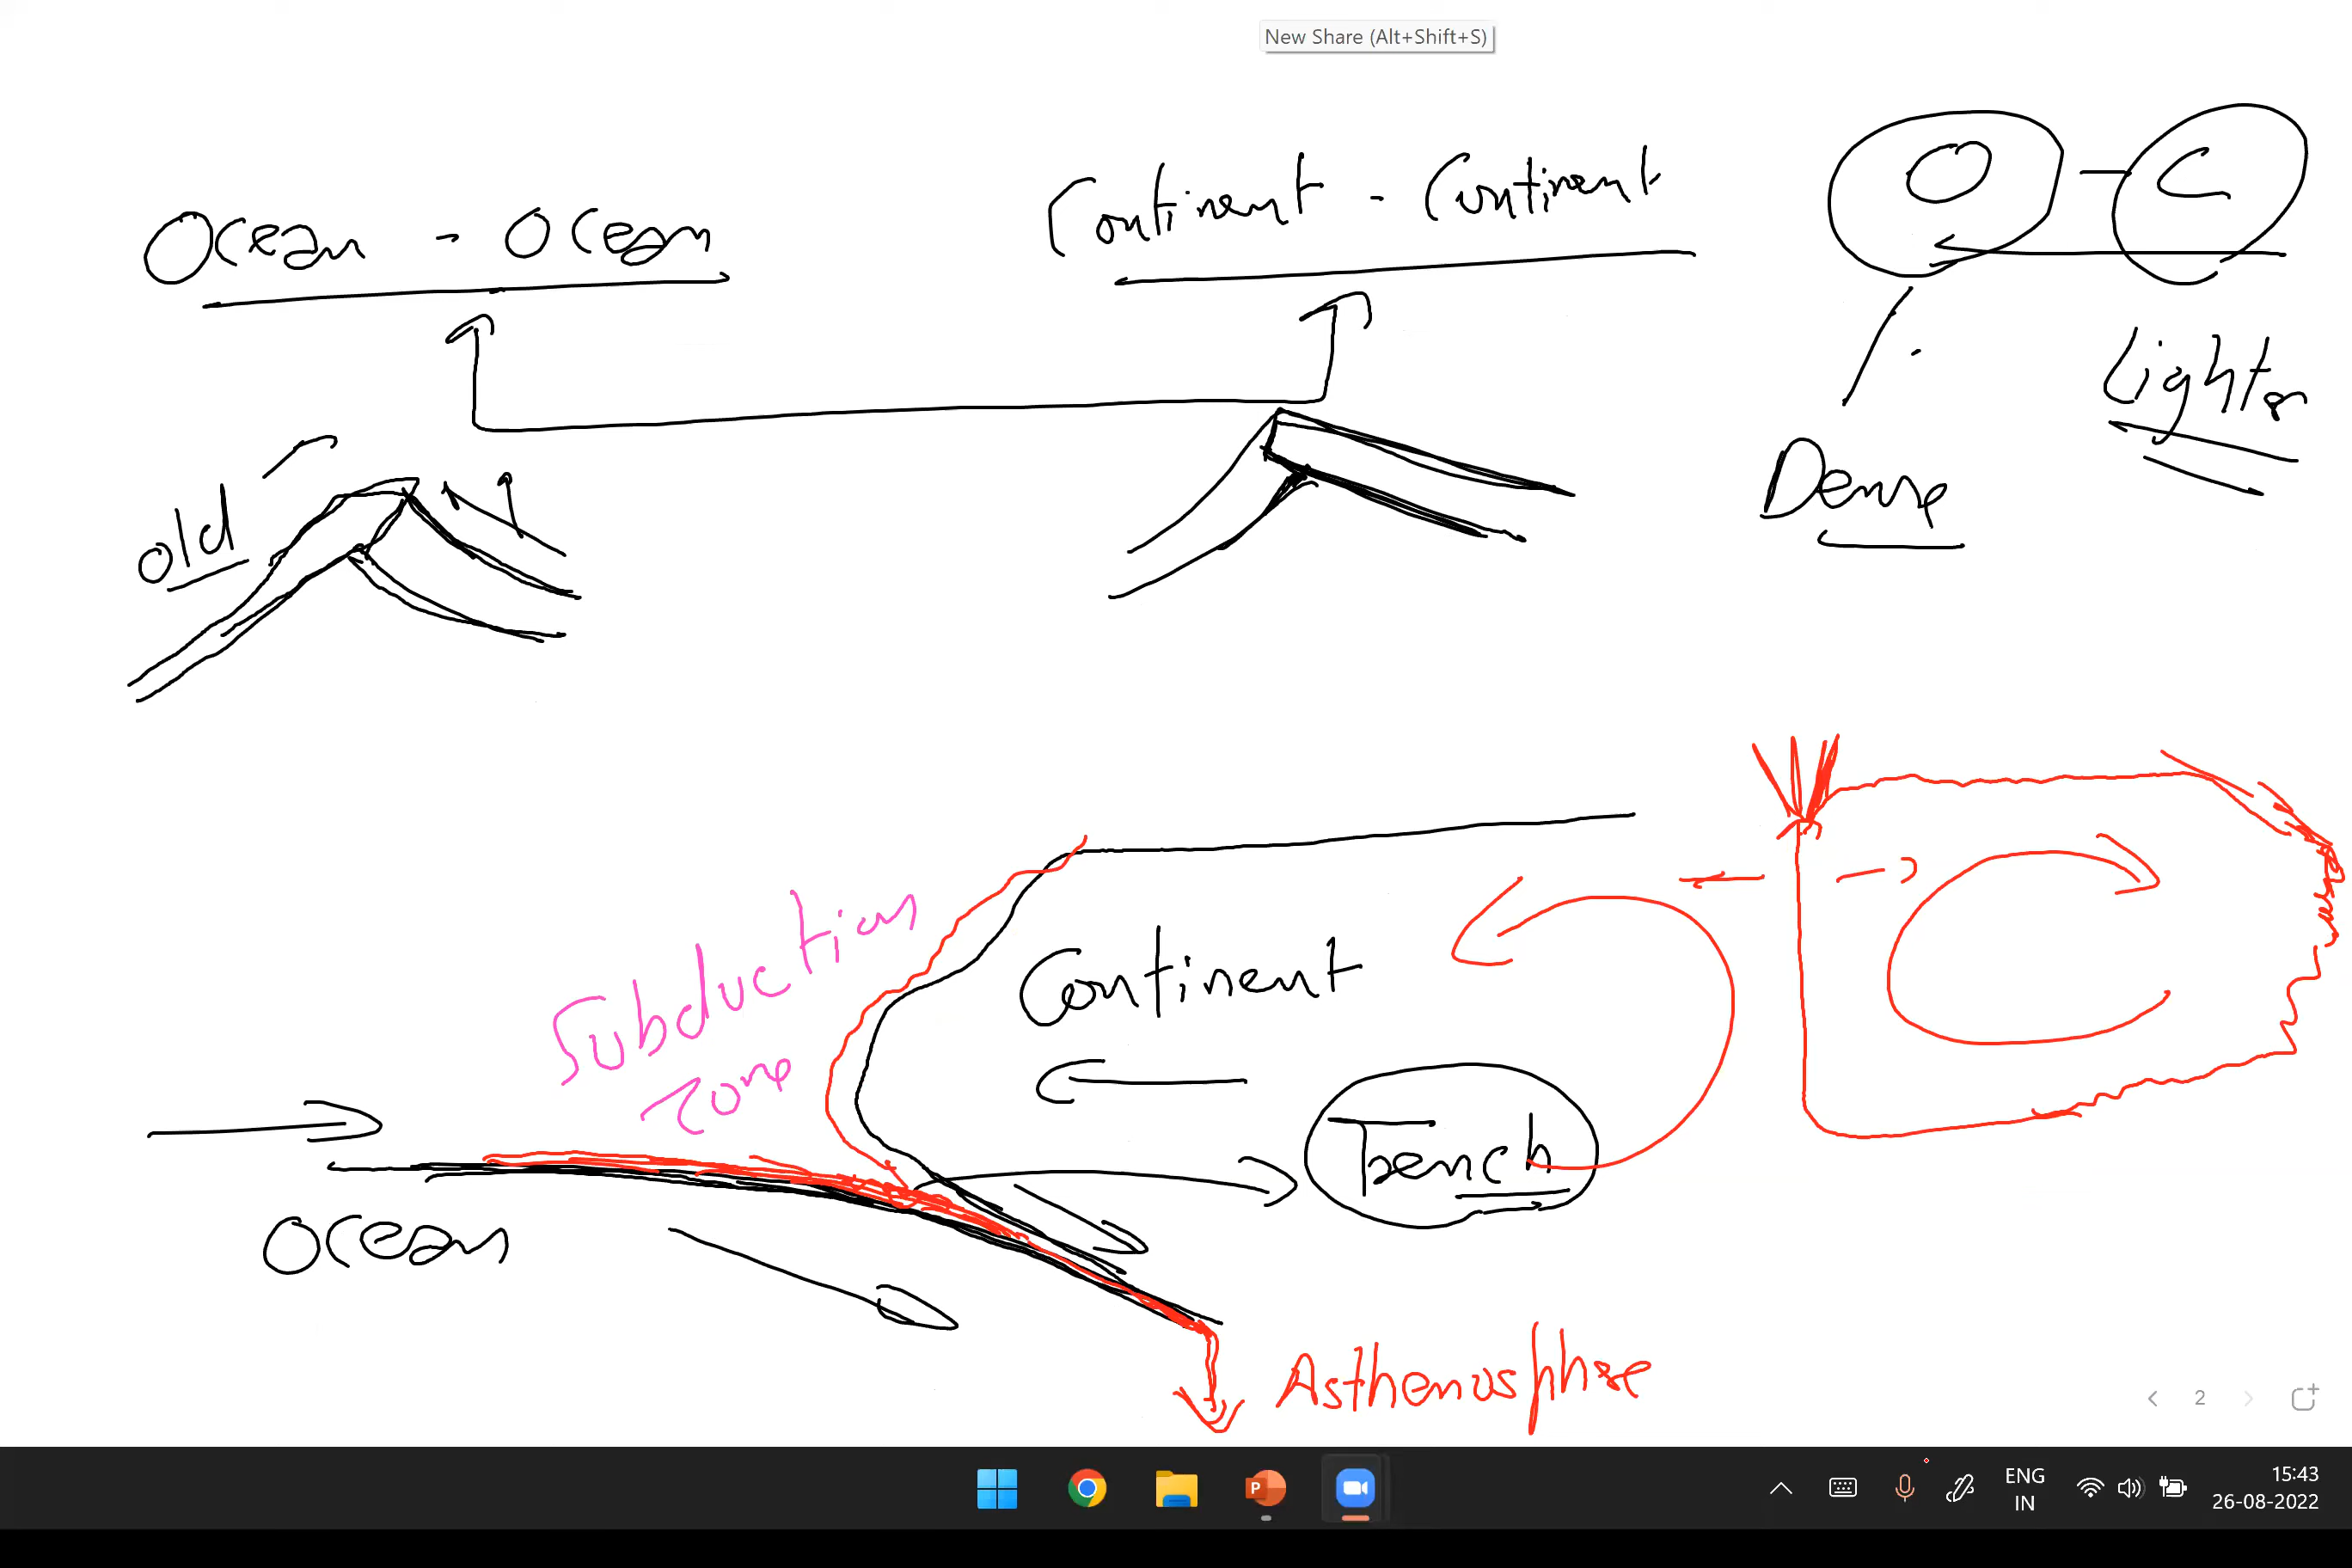 New Share (Alt+Shift+S)
Ocean - Ocean
Continent - Continent
O - C
old
Dense
Lighter
Subduction
zone
Continent
Trench
Ocean
Asthenosphere
2
P
ENG
IN
15:43
26-08-2022